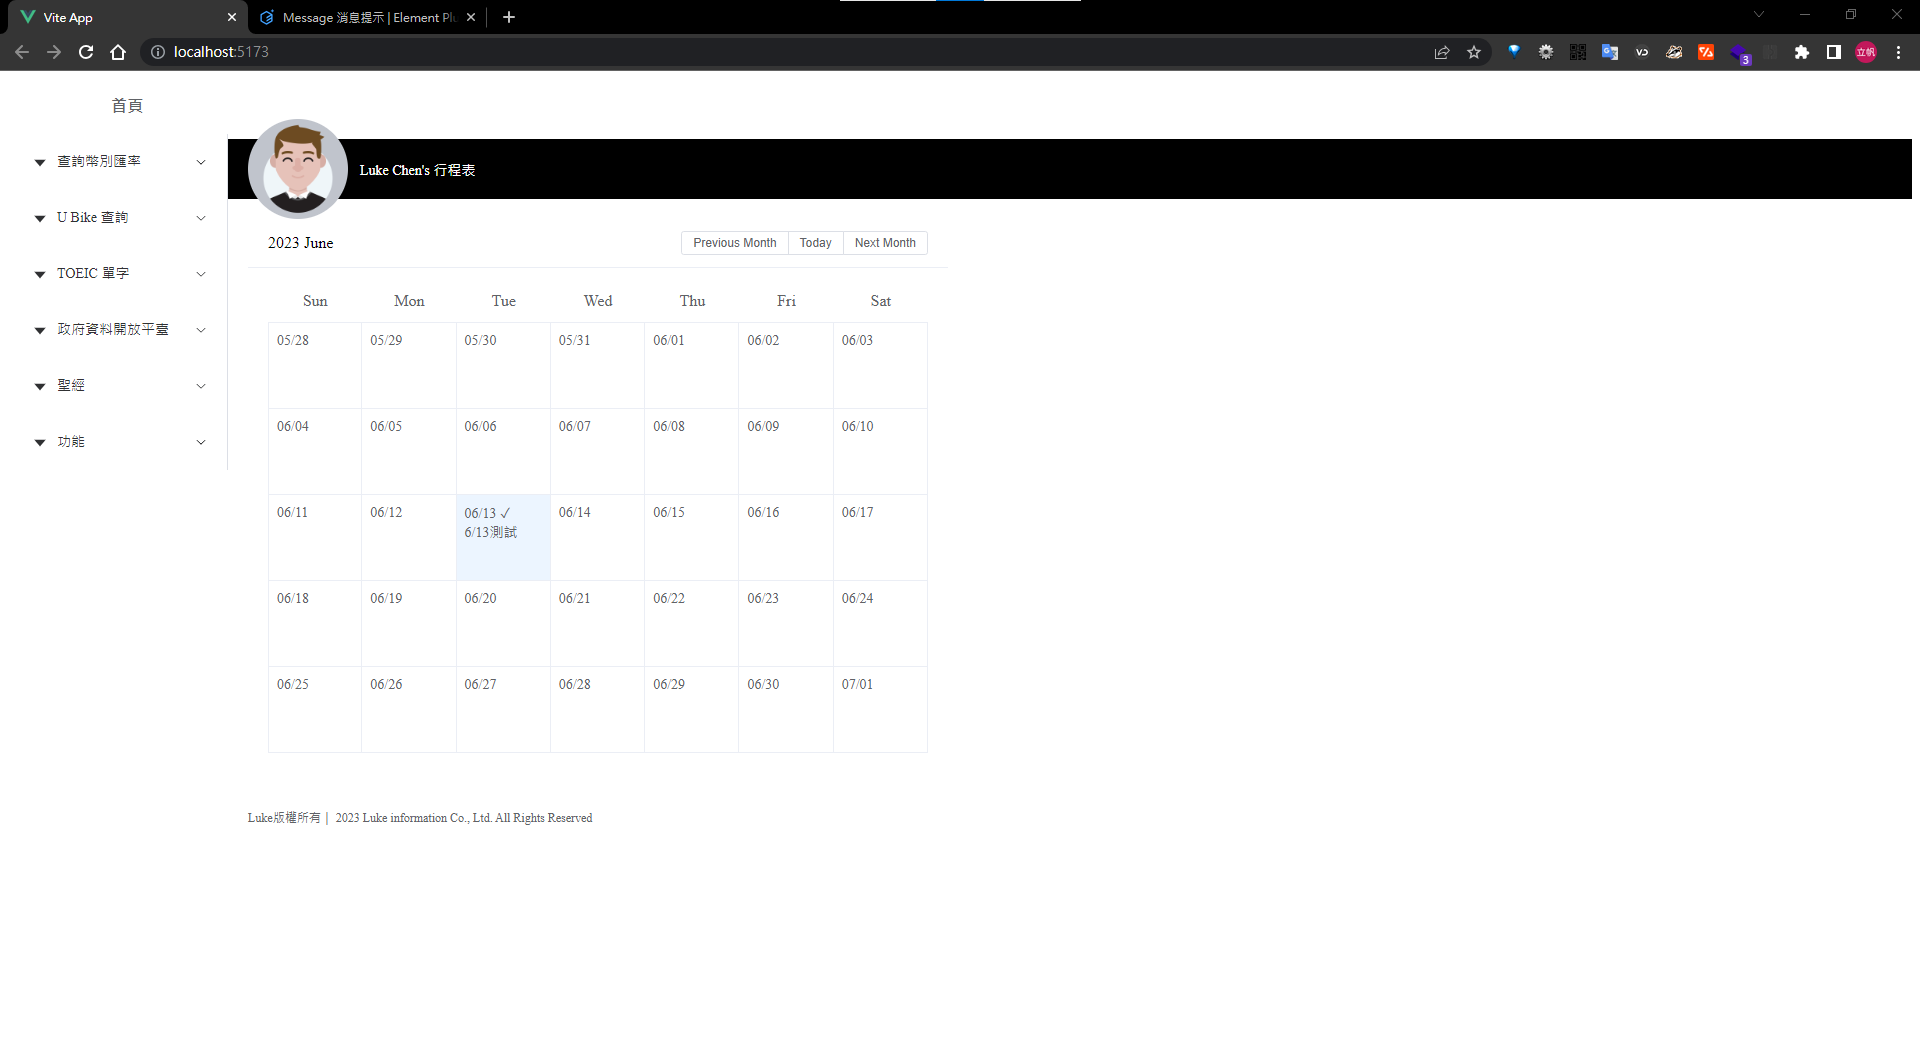 Vite App
Message 消息提示 | Element Plu
localhost:5173
3
立帆
首頁
查詢幣別匯率
U Bike 查詢
TOEIC 單字
政府資料開放平臺
聖經
功能
Luke Chen's 行程表
2023 June
Previous Month Today Next Month
Sun Mon Tue Wed Thu Fri Sat
05/28 05/29 05/30 05/31 06/01 06/02 06/03
06/04 06/05 06/06 06/07 06/08 06/09 06/10
06/11 06/12 06/13 ✓ 06/14 06/15 06/16 06/17
6/13測試
06/18 06/19 06/20 06/21 06/22 06/23 06/24
06/25 06/26 06/27 06/28 06/29 06/30 07/01
Luke版權所有｜ 2023 Luke information Co., Ltd. All Rights Reserved